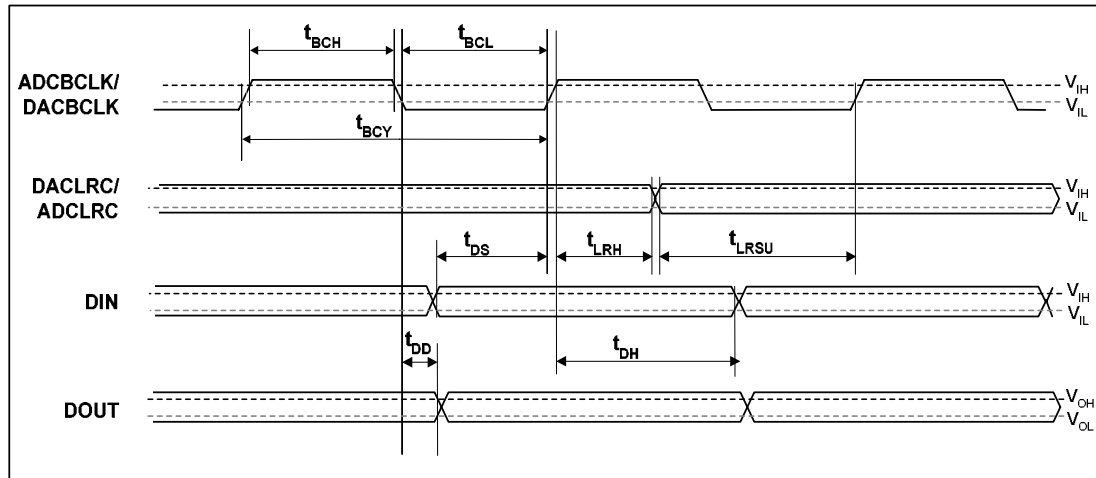 tBCH
tBCL
ADCBCLK/
DACBCLK
VIH
VIL
tBCY
DACLRC/
ADCLRC
VIH
VIL
tDS
tLRH
tLRSU
DIN
VIH
VIL
tDD
tDH
DOUT
VOH
VOL